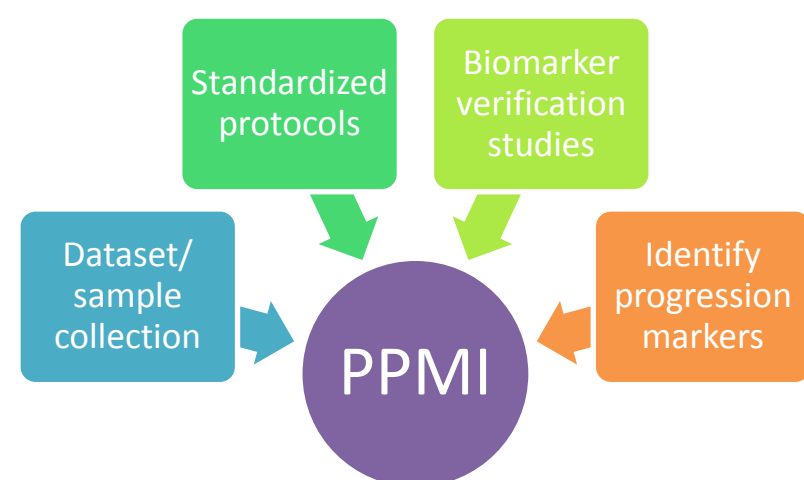 Standardized
protocols
Biomarker
verification
studies
Dataset/
sample
collection
Identify
progression
markers
PPMI